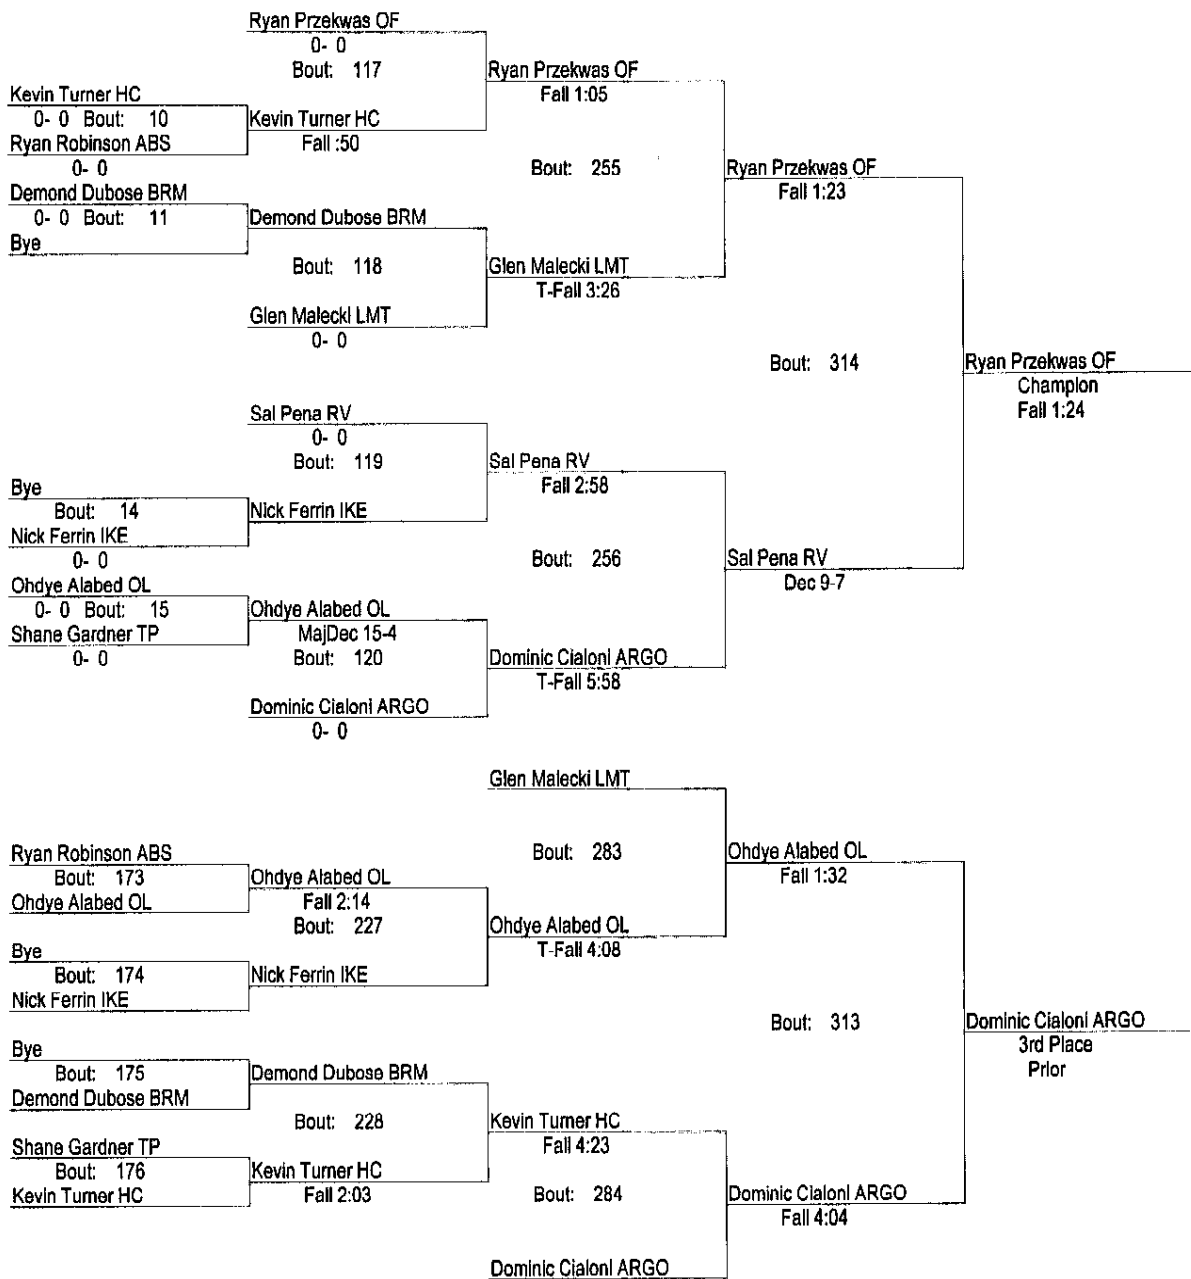 Ryan Przekwas OF
0- 0
Bout: 117
Ryan Przekwas OF
Fall 1:05
Kevin Turner HC
0- 0 Bout: 10
Kevin Turner HC
Fall :50
Ryan Robinson ABS
0- 0
Bout: 255
Ryan Przekwas OF
Fall 1:23
Demond Dubose BRM
0- 0 Bout: 11
Demond Dubose BRM
Bye
Bout: 118
Glen Malecki LMT
T-Fall 3:26
Glen Malecki LMT
0- 0
Bout: 314
Ryan Przekwas OF
Champion
Fall 1:24
Sal Pena RV
0- 0
Bout: 119
Sal Pena RV
Fall 2:58
Bye
Bout: 14
Nick Ferrin IKE
Nick Ferrin IKE
0- 0
Bout: 256
Sal Pena RV
Dec 9-7
Ohdye Alabed OL
0- 0 Bout: 15
Ohdye Alabed OL
MajDec 15-4
Shane Gardner TP
0- 0
Bout: 120
Dominic Cialoni ARGO
T-Fall 5:58
Dominic Cialoni ARGO
0- 0
Glen Malecki LMT
Bout: 283
Ohdye Alabed OL
Fall 1:32
Ryan Robinson ABS
Bout: 173
Ohdye Alabed OL
Ohdye Alabed OL
Fall 2:14
Bout: 227
Ohdye Alabed OL
T-Fall 4:08
Bye
Bout: 174
Nick Ferrin IKE
Nick Ferrin IKE
Bout: 313
Dominic Cialoni ARGO
3rd Place
Prior
Bye
Bout: 175
Demond Dubose BRM
Demond Dubose BRM
Bout: 228
Kevin Turner HC
Fall 4:23
Shane Gardner TP
Bout: 176
Kevin Turner HC
Kevin Turner HC
Fall 2:03
Bout: 284
Dominic Cialoni ARGO
Fall 4:04
Dominic Cialoni ARGO